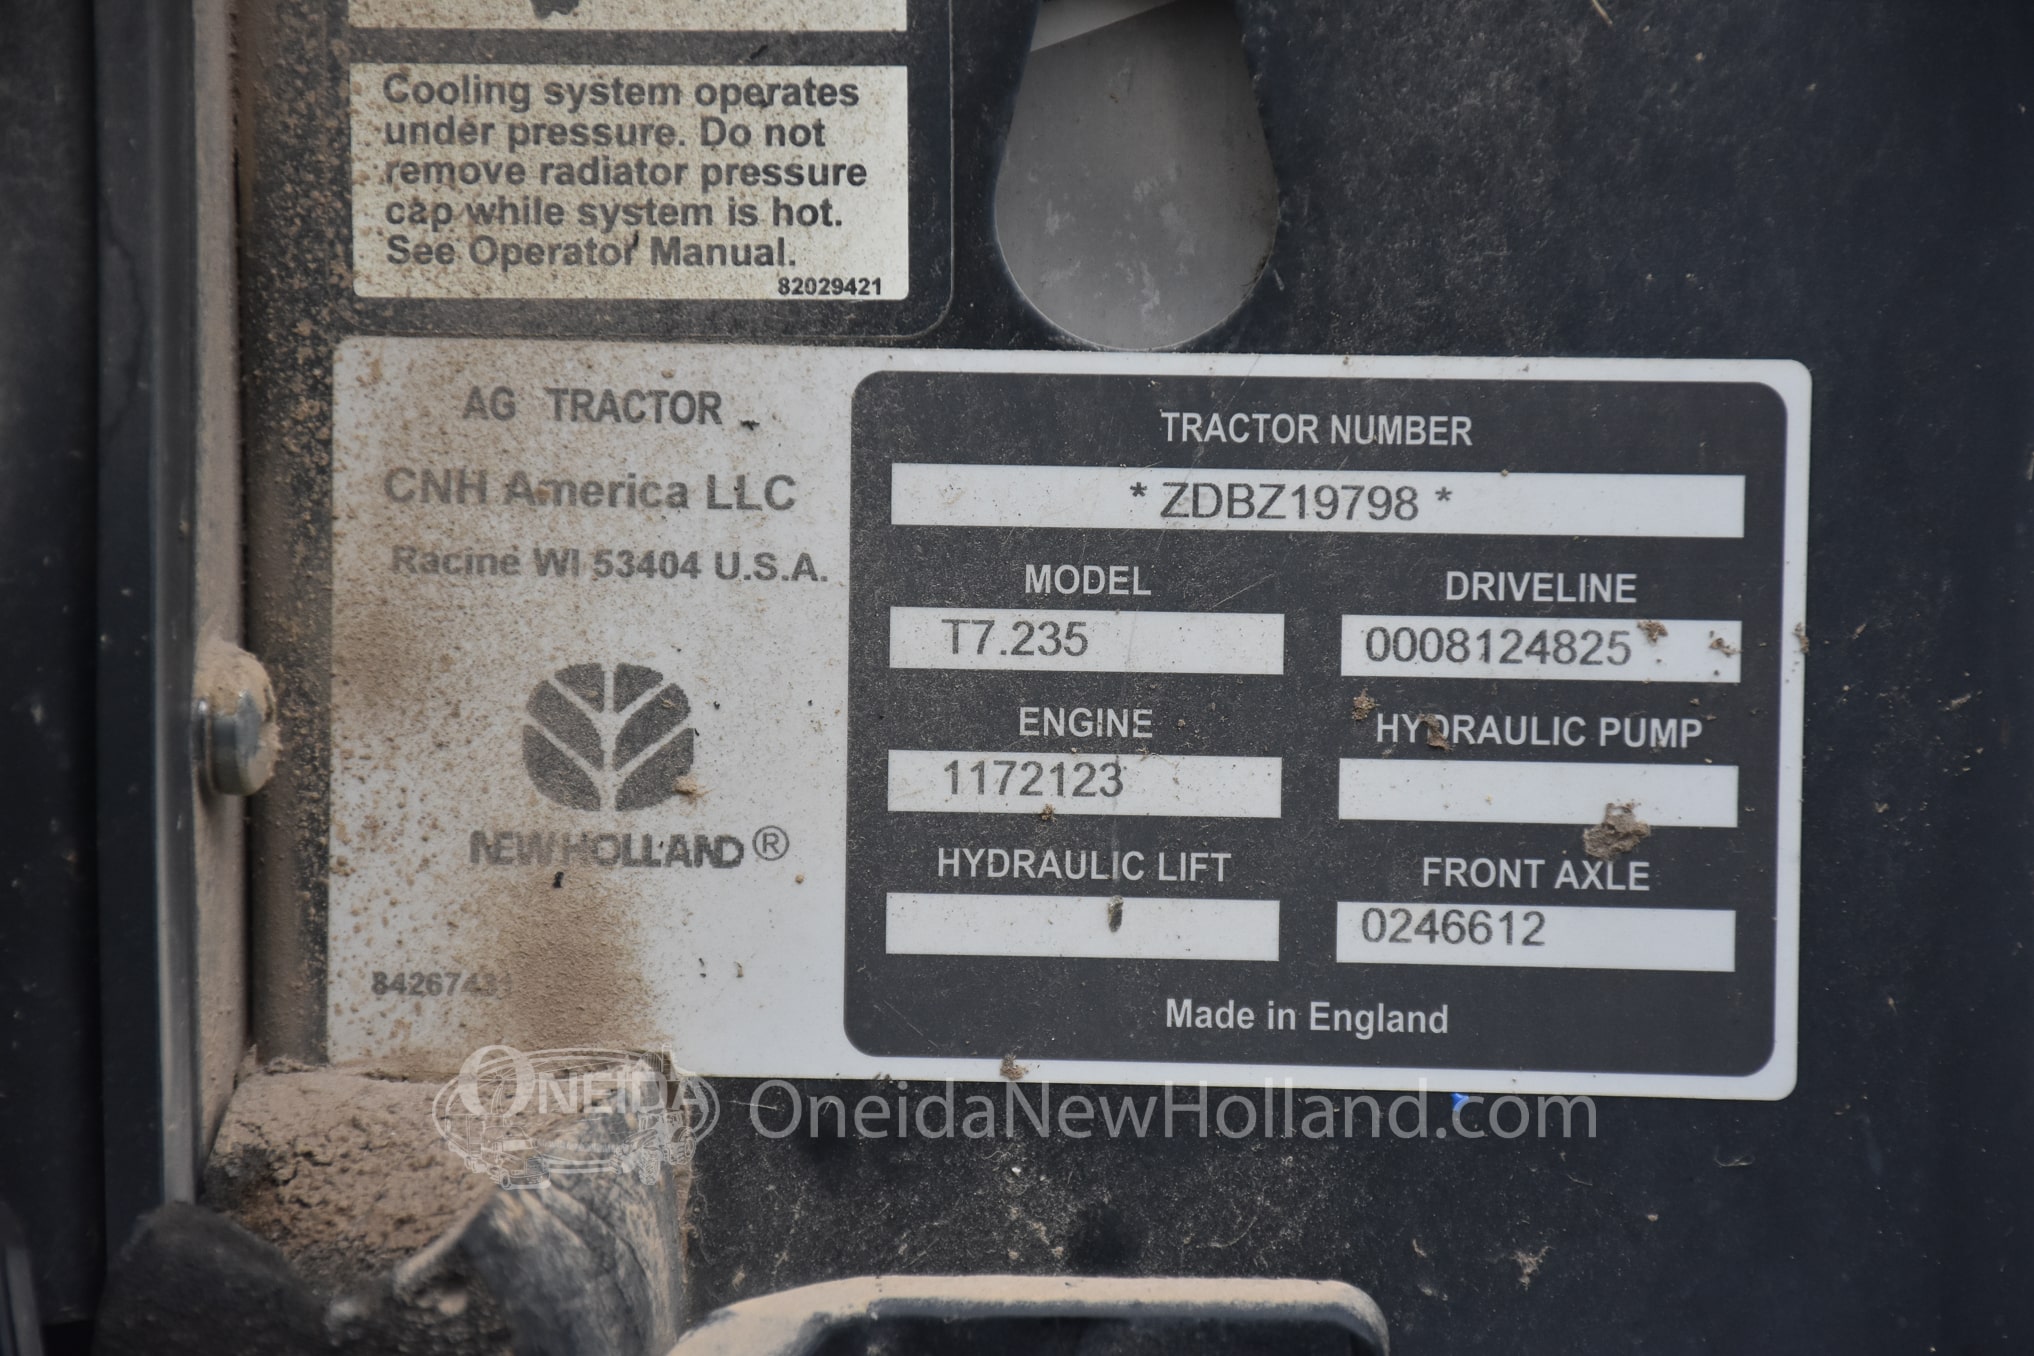 Cooling system operates
under pressure. Do not
remove radiator pressure
cap while system is hot.
See Operator Manual.
82029421
AG TRACTOR
CNH America LLC
Racine WI 53404 U.S.A.
NEW HOLLAND®
TRACTOR NUMBER
* ZDBZ19798 *
MODEL
DRIVELINE
T7.235
0008124825
ENGINE
HYDRAULIC PUMP
1172123
HYDRAULIC LIFT
FRONT AXLE
0246612
Made in England
ONEIDA
OneidaNewHolland.com